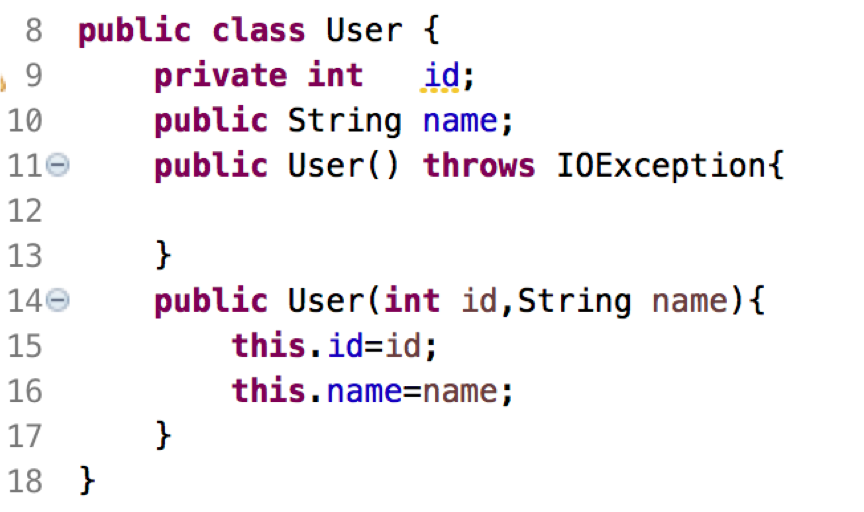 8 public class User {
9 private int id;
10 public String name;
11 public User() throws IOException{
12
13 }
14 public User(int id,String name){
15 this.id=id;
16 this.name=name;
17 }
18 }